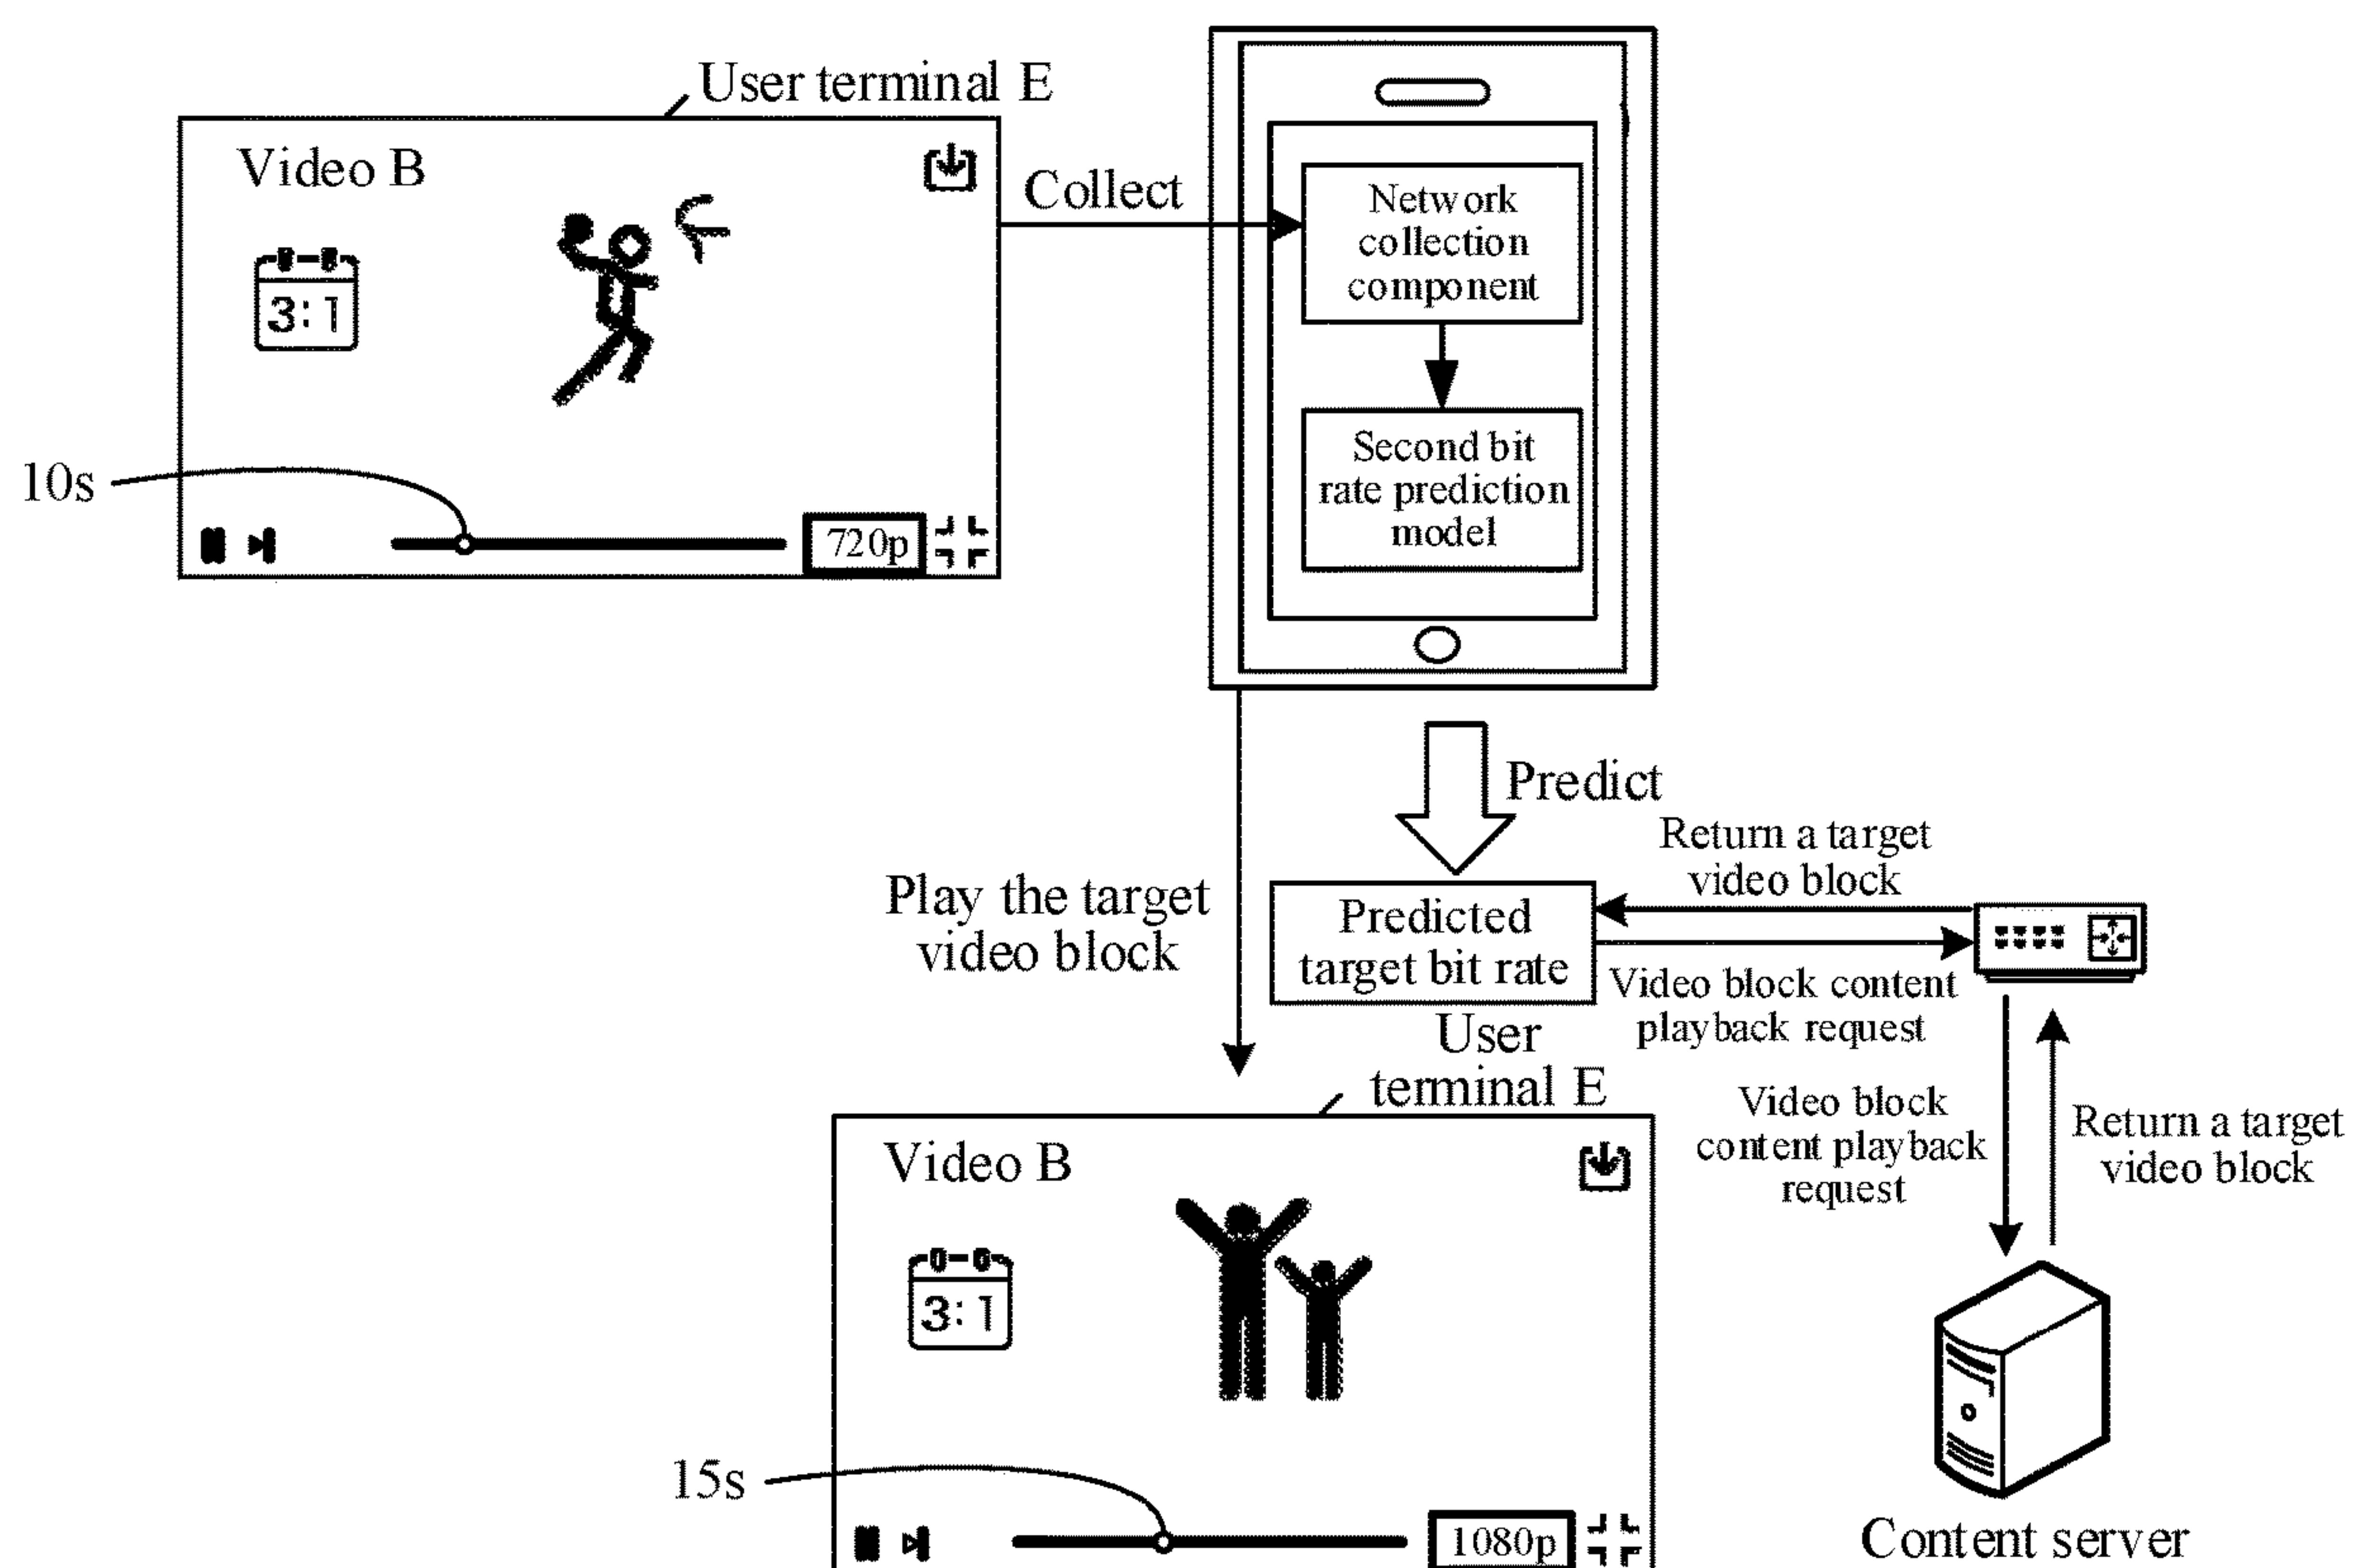 User terminal E
Video B
Collect
3:1
10s
720p
Network
collection
component
Second bit
rate prediction
model
Predict
Play the target
video block
Predicted
target bit rate
Return a target
video block
Video block content
playback request
User
terminal E
Video block
content playback
request
Return a target
video block
Video B
3:1
15s
1080p
Content server